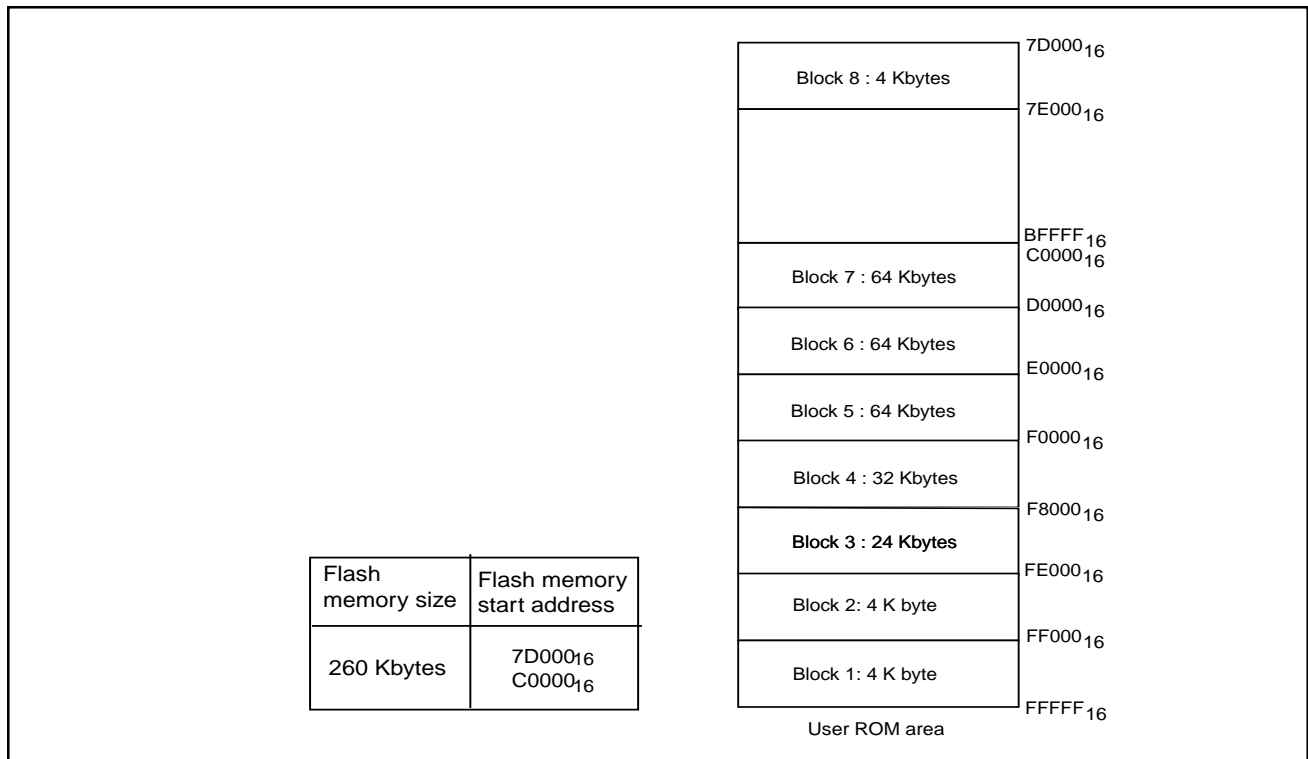 7D000₁₆
Block 8 : 4 Kbytes
7E000₁₆
BFFFF₁₆
C0000₁₆
Block 7 : 64 Kbytes
D0000₁₆
Block 6 : 64 Kbytes
E0000₁₆
Block 5 : 64 Kbytes
F0000₁₆
Block 4 : 32 Kbytes
F8000₁₆
Block 3 : 24 Kbytes
FE000₁₆
Block 2: 4 K byte
FF000₁₆
Block 1: 4 K byte
FFFFF₁₆
User ROM area
Flash
memory size
Flash memory
start address
260 Kbytes
7D000₁₆
C0000₁₆